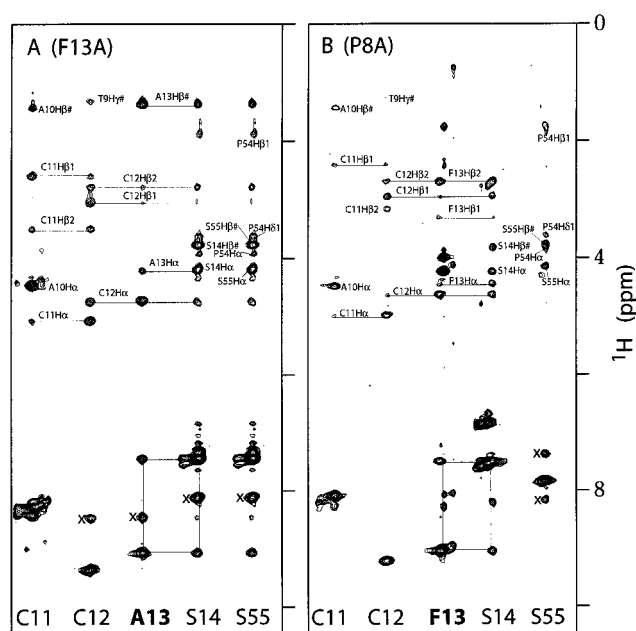 A (F13A)
B (P8A)
0
T9Hγ#
A13Hβ#
A10Hβ#
P54Hβ1
C11Hβ1
C12Hβ2
C12Hβ1
C11Hβ2
S55Hβ#
P54Hδ1
S14Hβ#
P54Hα
A13Hα
S14Hα
S55Hα
A10Hα
C12Hα
C11Hα
X
X
X
X
C11 C12 A13 S14 S55
T9Hγ#
A10Hβ#
P54Hβ1
C11Hβ1
C12Hβ2
F13Hβ2
C12Hβ1
C11Hβ2
F13Hβ1
S55Hβ#
P54Hδ1
S14Hβ#
P54Hα
S14Hα
F13Hα
S55Hα
A10Hα
C12Hα
C11Hα
X
X
C11 C12 F13 S14 S55
4
8
¹H (ppm)